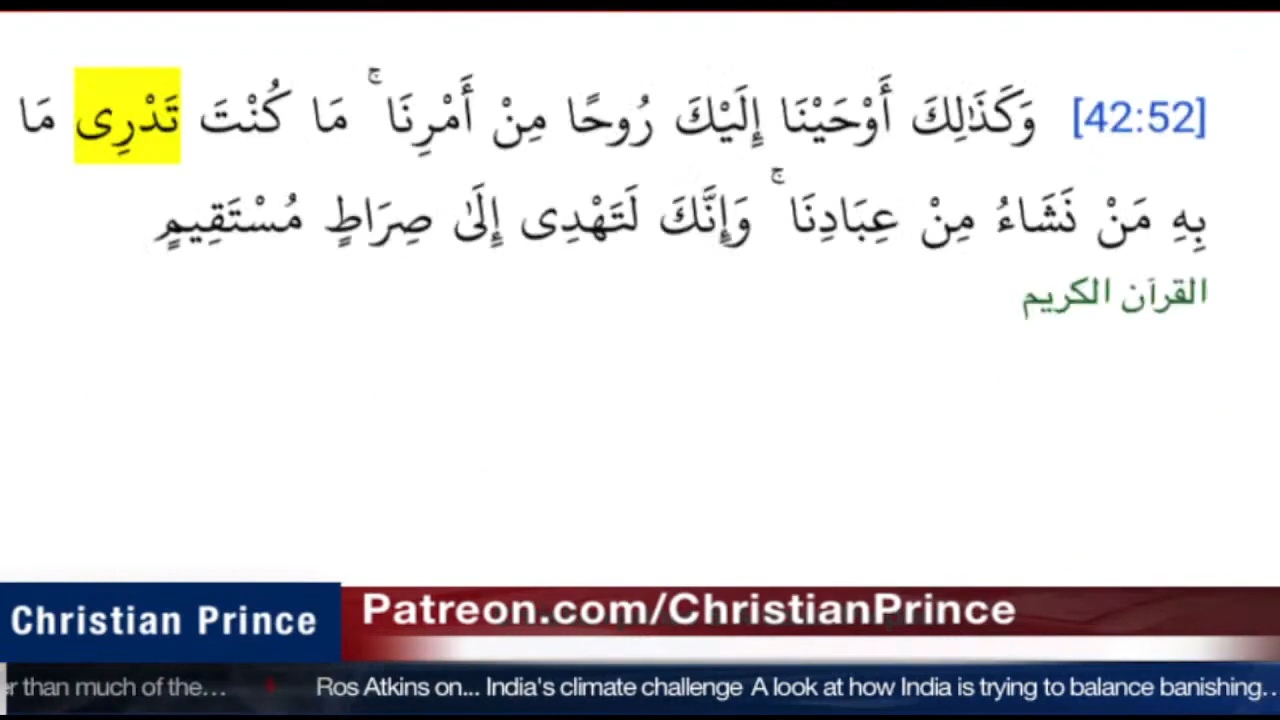 [42:52] وَكَذَٰلِكَ أَوْحَيْنَا إِلَيْكَ رُوحًا مِنْ أَمْرِنَا ۚ مَا كُنْتَ تَدْرِى مَا
بِهِ مَنْ نَشَاءُ مِنْ عِبَادِنَا ۚ وَإِنَّكَ لَتَهْدِى إِلَىٰ صِرَاطٍ مُسْتَقِيمٍ
القرآن الكريم
Christian Prince
Patreon.com/ChristianPrince
than much of the... Ros Atkins on... India's climate challenge A look at how India is trying to balance banishing...